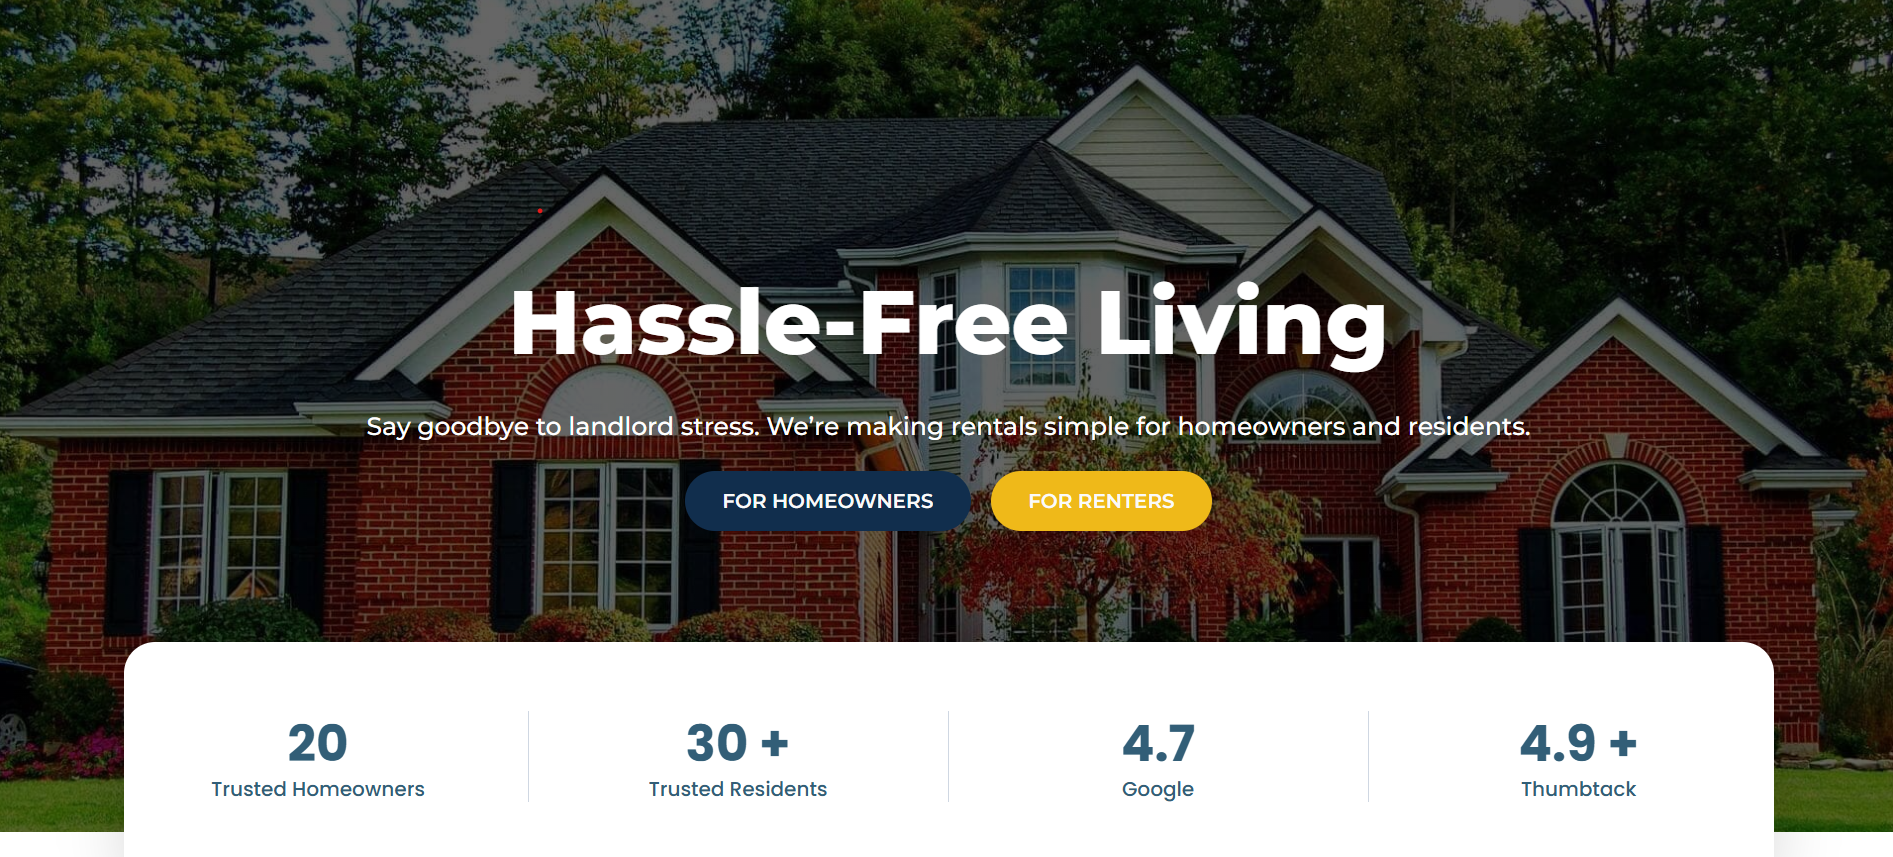 Hassle-Free Living
Say goodbye to landlord stress. We’re making rentals simple for homeowners and residents.
FOR HOMEOWNERS
FOR RENTERS
20
Trusted Homeowners
30 +
Trusted Residents
4.7
Google
4.9 +
Thumbtack